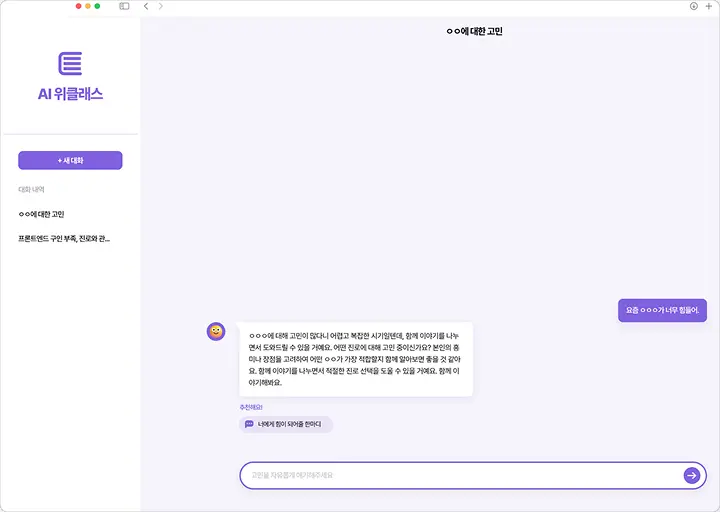 ㅇㅇ에 대한 고민
AI 위클래스
+ 새 대화
대화 내역
ㅇㅇ에 대한 고민
프론트엔드 구인 부족, 진로와 관...
요즘 ㅇㅇㅇ가 너무 힘들어.
ㅇㅇㅇ에 대해 고민이 많다니 어렵고 복잡한 시기일텐데, 함께 이야기를 나누
면서 도와드릴 수 있을 거예요. 어떤 진로에 대해 고민 중이신가요? 본인의 흥
미나 장점을 고려하여 어떤 ㅇㅇ가 가장 적합할지 함께 알아보면 좋을 것 같아
요. 함께 이야기를 나누면서 적절한 진로 선택을 도울 수 있을 거예요. 함께 이
야기해봐요.
추천해요!
너에게 힘이 되어줄 한마디
고민을 자유롭게 얘기해주세요